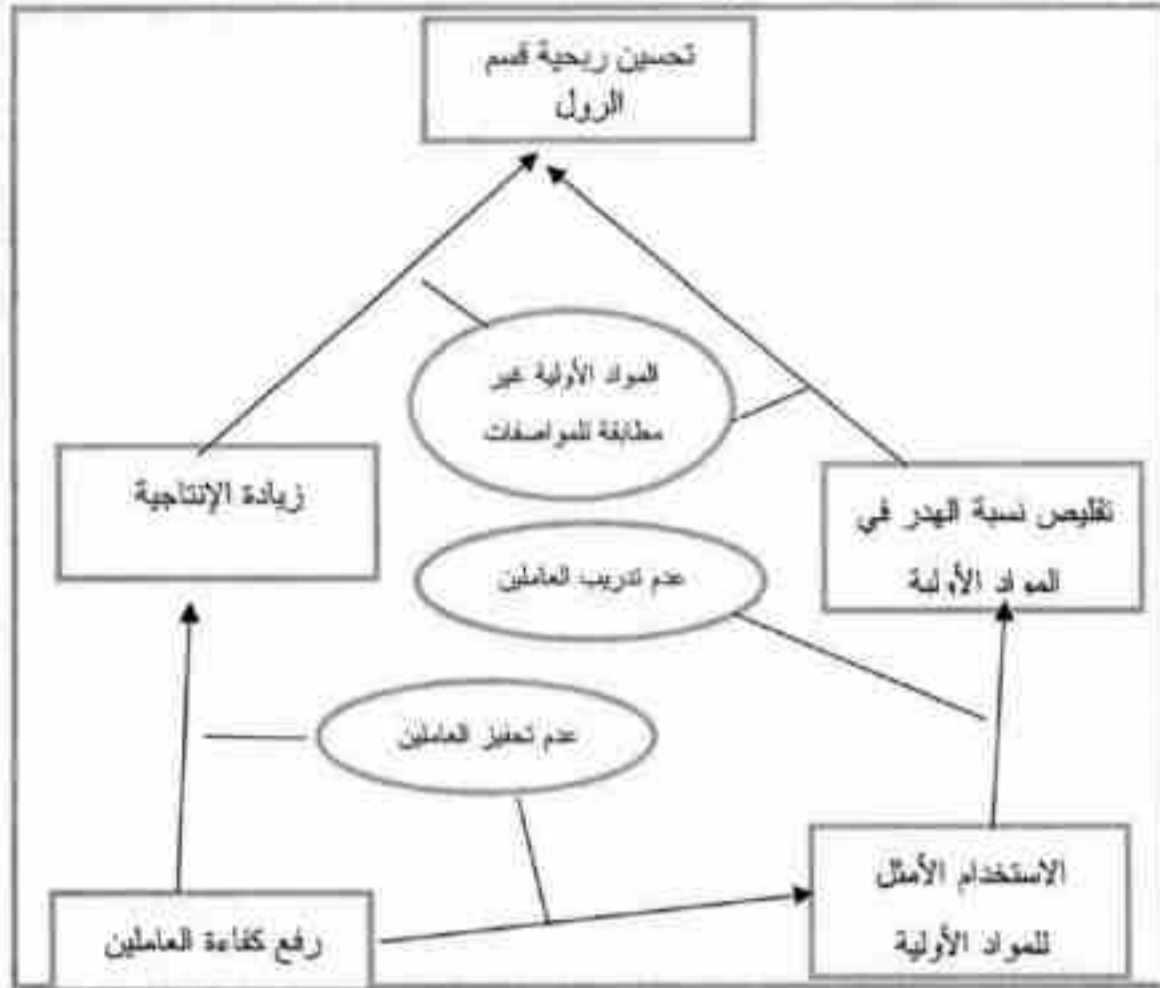 تحسين ربحية قسم
الرول
المواد الأولية غير
مطابقة للمواصفات
زيادة الإنتاجية
تقليص نسبة الهدر في
المواد الأولية
عدم تدريب العاملين
عدم تحفيز العاملين
الاستخدام الأمثل
للمواد الأولية
رفع كفاءة العاملين